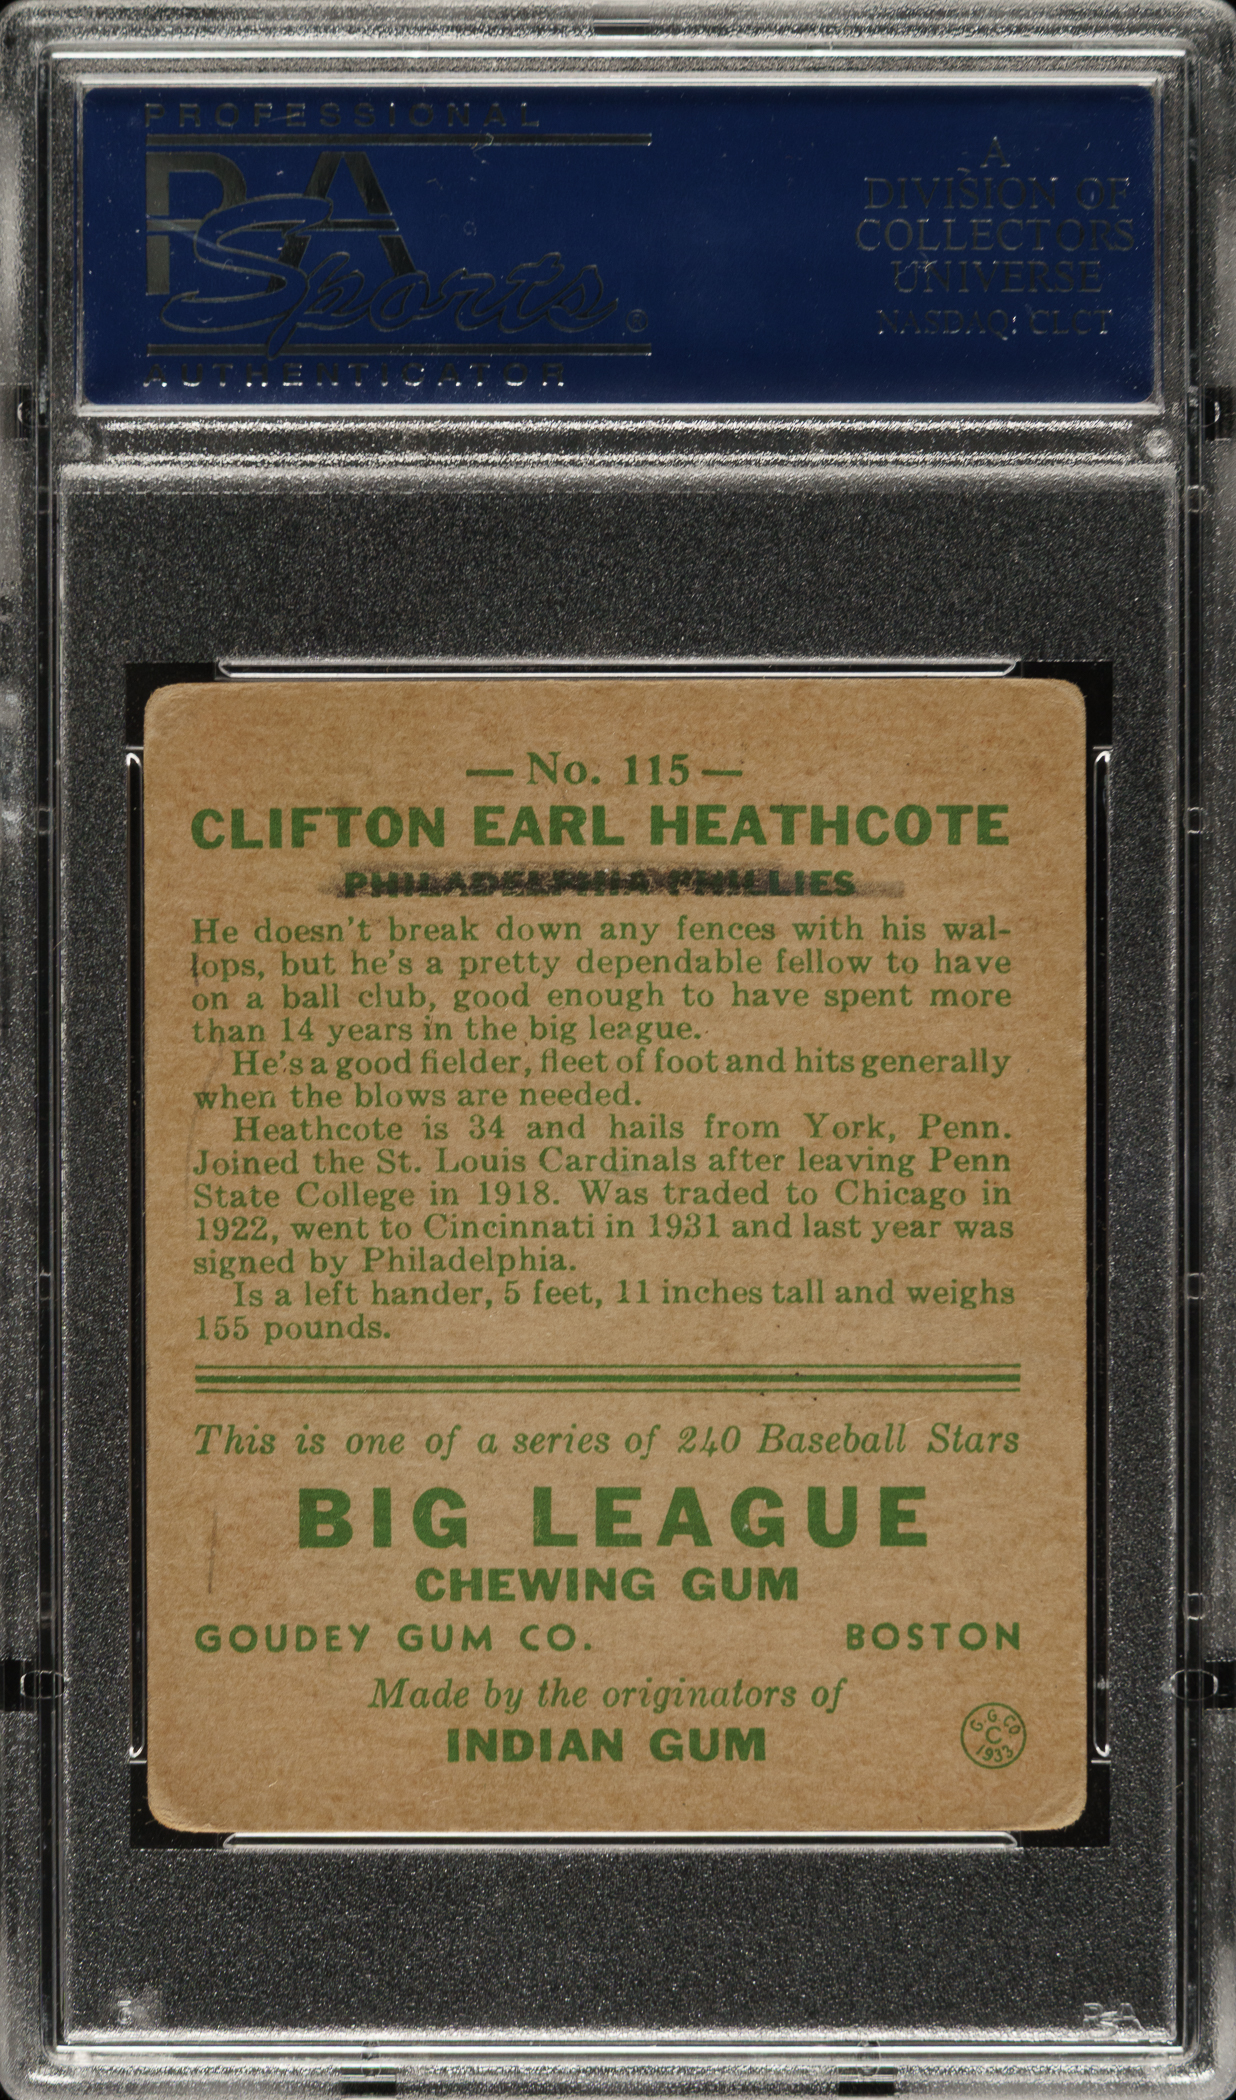 PROFESSIONAL
PSA
Sports ®
AUTHENTICATOR
A
DIVISION OF
COLLECTORS
UNIVERSE
NASDAQ: CLCT
— No. 115 —
CLIFTON EARL HEATHCOTE
PHILADELPHIA PHILLIES
He doesn't break down any fences with his wal-
lops, but he's a pretty dependable fellow to have
on a ball club, good enough to have spent more
than 14 years in the big league.
He's a good fielder, fleet of foot and hits generally
when the blows are needed.
Heathcote is 34 and hails from York, Penn.
Joined the St. Louis Cardinals after leaving Penn
State College in 1918. Was traded to Chicago in
1922, went to Cincinnati in 1931 and last year was
signed by Philadelphia.
Is a left hander, 5 feet, 11 inches tall and weighs
155 pounds.
This is one of a series of 240 Baseball Stars
BIG LEAGUE
CHEWING GUM
GOUDEY GUM CO. BOSTON
Made by the originators of
INDIAN GUM
G. G. CO
C
1933
PSA